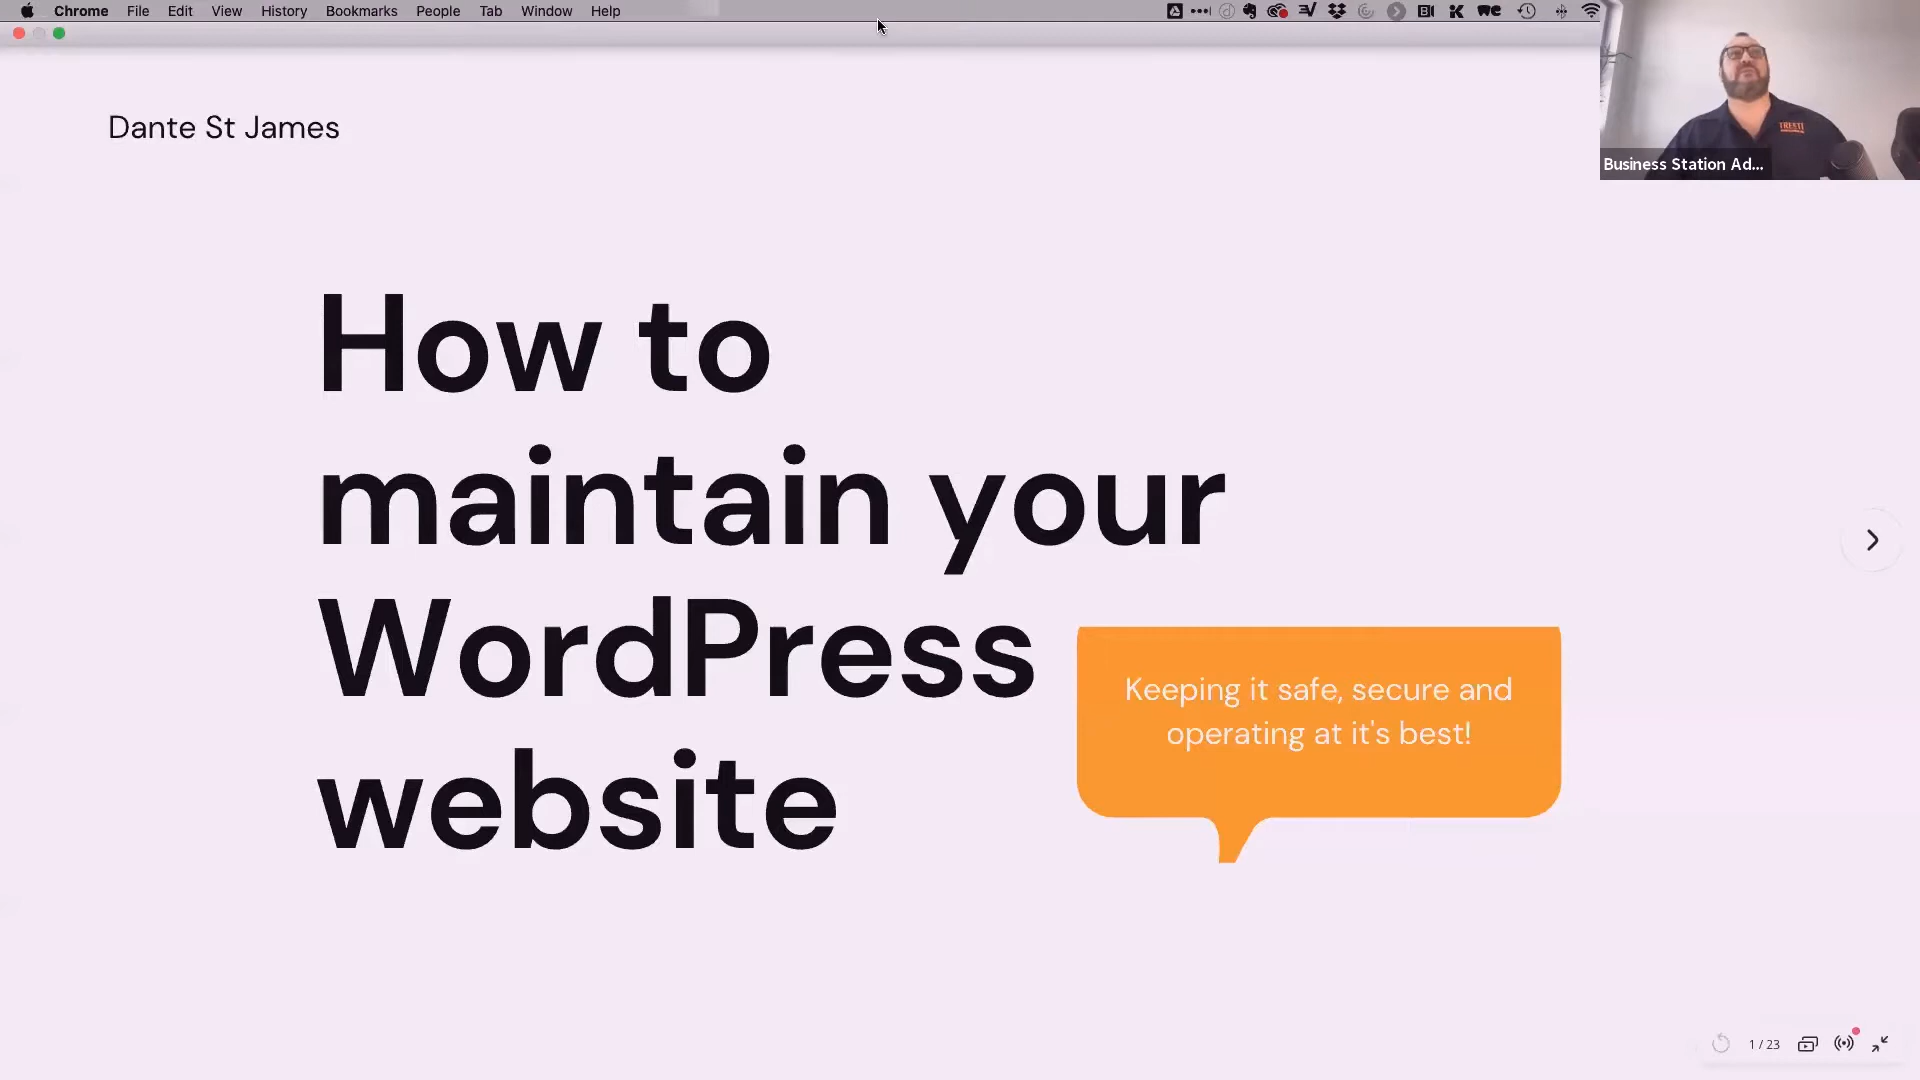 Chrome File Edit View History Bookmarks People Tab Window Help
Dante St James
Business Station Ad...
How to
maintain your
WordPress
website
Keeping it safe, secure and
operating at it's best!
1 / 23